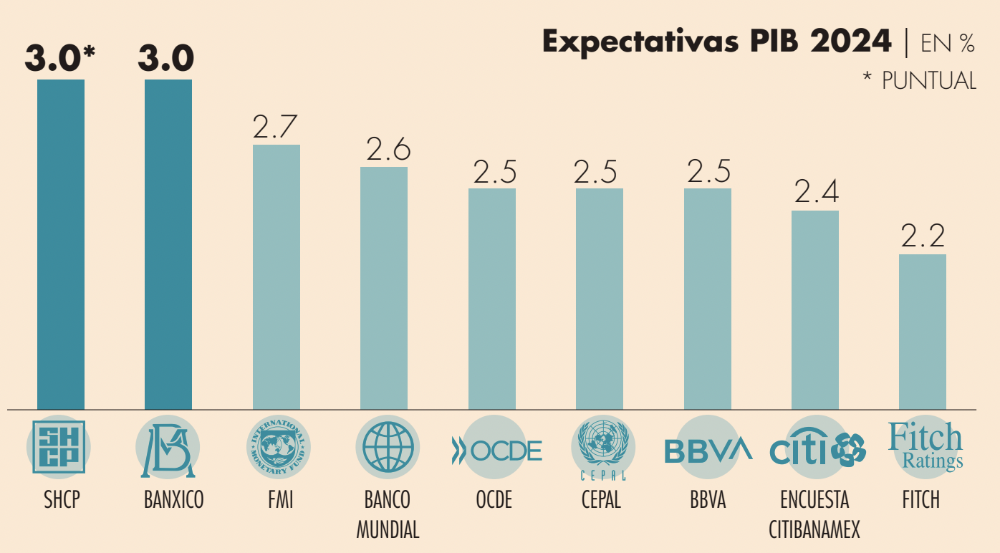 Expectativas PIB 2024 | EN %
* PUNTUAL
3.0*
3.0
2.7
2.6
2.5
2.5
2.5
2.4
2.2
SH
CP
BM
INTERNATIONAL MONETARY FUND
OCDE
CEPAL
BBVA
citi
Fitch
Ratings
SHCP
BANXICO
FMI
BANCO
MUNDIAL
OCDE
CEPAL
BBVA
ENCUESTA
CITIBANAMEX
FITCH